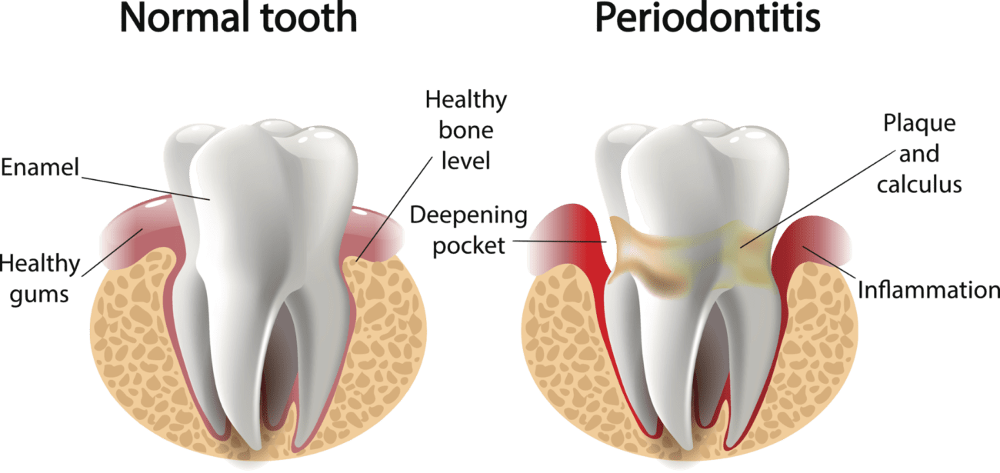 Normal tooth
Enamel
Healthy
gums
Healthy
bone
level
Periodontitis
Deepening
pocket
Plaque
and
calculus
Inflammation